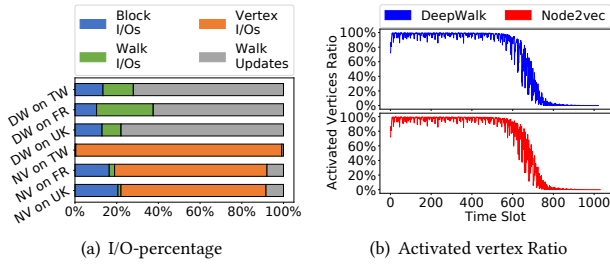 Block I/Os
Vertex I/Os
Walk I/Os
Walk Updates
DW on TW
DW on FR
DW on UK
NV on TW
NV on FR
NV on UK
0% 20% 40% 60% 80% 100%
(a) I/O-percentage
DeepWalk
Node2vec
Activated Vertices Ratio
100%
80%
60%
40%
20%
0%
100%
80%
60%
40%
20%
0%
0 200 400 600 800 1000
Time Slot
(b) Activated vertex Ratio